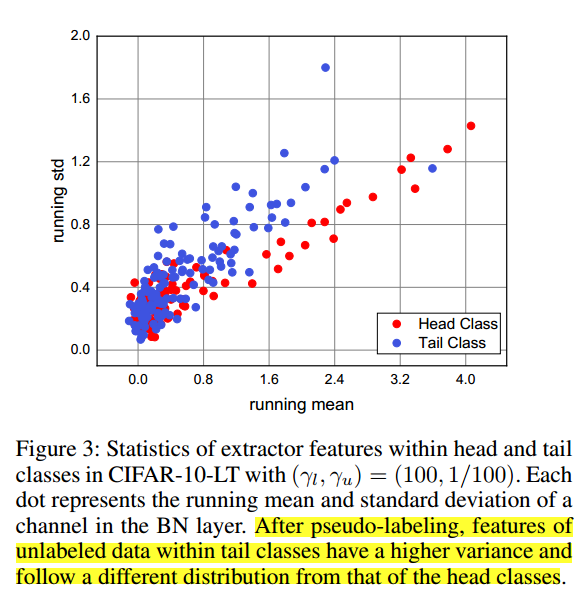 2.0
1.6
1.2
0.8
0.4
0.0
running std
0.0 0.8 1.6 2.4 3.2 4.0
running mean
Head Class
Tail Class
Figure 3: Statistics of extractor features within head and tail
classes in CIFAR-10-LT with (γl, γu) = (100, 1/100). Each
dot represents the running mean and standard deviation of a
channel in the BN layer. After pseudo-labeling, features of
unlabeled data within tail classes have a higher variance and
follow a different distribution from that of the head classes.